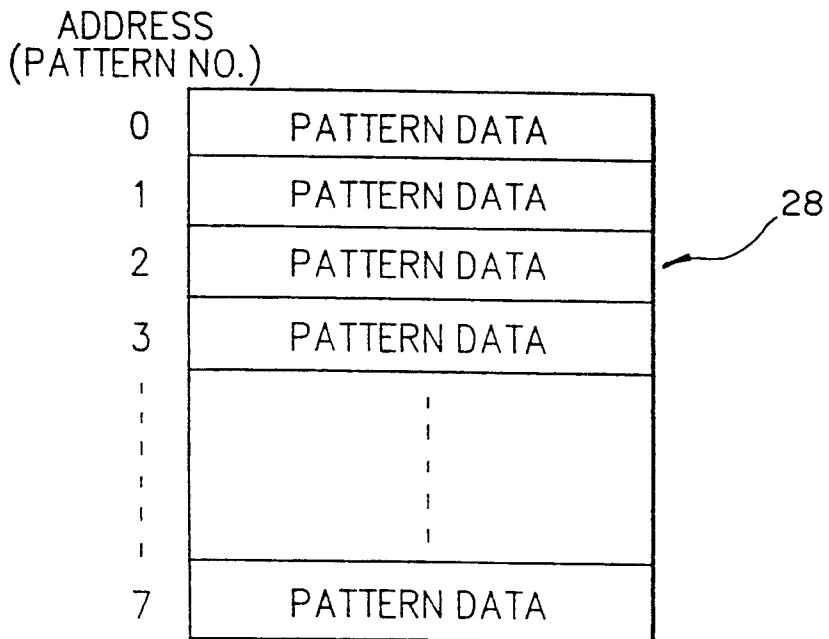 ADDRESS
(PATTERN NO.)
0 PATTERN DATA
1 PATTERN DATA
28
2 PATTERN DATA
3 PATTERN DATA
7 PATTERN DATA